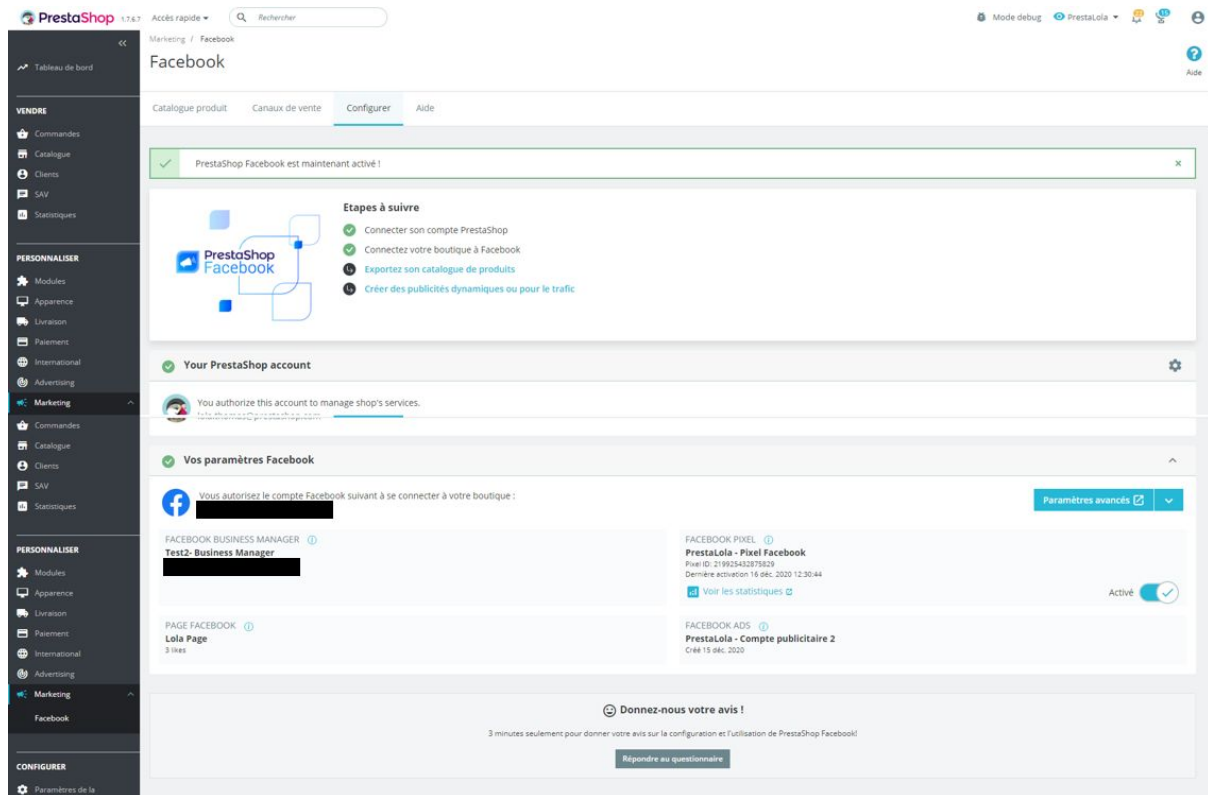 PrestaShop 1.7.6.7 Accès rapide Rechercher Mode debug PrestaLola
Marketing / Facebook
Facebook
Aide
Catalogue produit Canaux de vente Configurer Aide
Tableau de bord
VENDRE
Commandes
Catalogue
Clients
SAV
Statistiques
PERSONNALISER
Modules
Apparence
Livraison
Paiement
International
Advertising
Marketing
Commandes
Catalogue
Clients
SAV
Statistiques
PERSONNALISER
Modules
Apparence
Livraison
Paiement
International
Advertising
Marketing
Facebook
CONFIGURER
Paramètres de la
PrestaShop Facebook est maintenant activé !
PrestaShop
Facebook
Etapes à suivre
Connecter son compte PrestaShop
Connectez votre boutique à Facebook
Exportez son catalogue de produits
Créer des publicités dynamiques ou pour le trafic
Your PrestaShop account
You authorize this account to manage shop's services.
Vos paramètres Facebook
Vous autorisez le compte Facebook suivant à se connecter à votre boutique :
Paramètres avancés
FACEBOOK BUSINESS MANAGER
Test2- Business Manager
FACEBOOK PIXEL
PrestaLola - Pixel Facebook
Pixel ID: 219925432875829
Dernière activation 16 déc. 2020 12:30:44
Voir les statistiques
Activé
PAGE FACEBOOK
Lola Page
3 likes
FACEBOOK ADS
PrestaLola - Compte publicitaire 2
Créé 15 déc. 2020
Donnez-nous votre avis !
3 minutes seulement pour donner votre avis sur la configuration et l'utilisation de PrestaShop Facebook!
Répondre au questionnaire